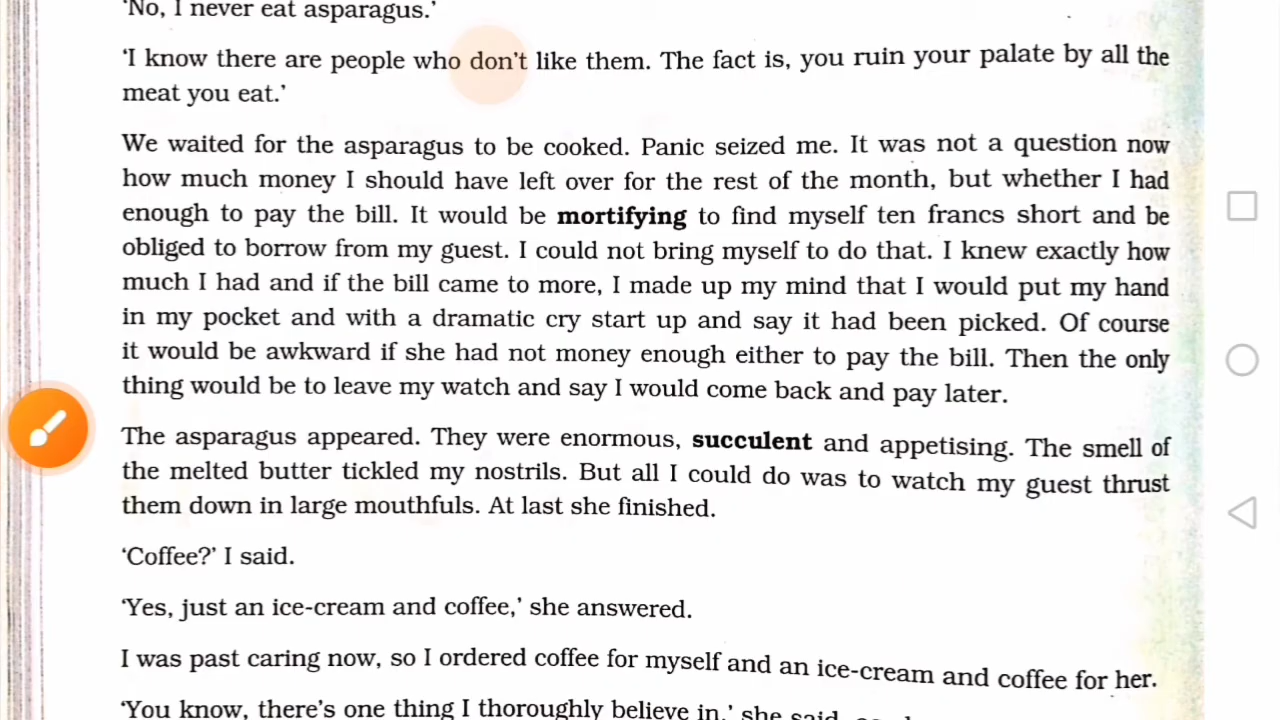 'No, I never eat asparagus.'
'I know there are people who don't like them. The fact is, you ruin your palate by all the
meat you eat.'
We waited for the asparagus to be cooked. Panic seized me. It was not a question now
how much money I should have left over for the rest of the month, but whether I had
enough to pay the bill. It would be mortifying to find myself ten francs short and be
obliged to borrow from my guest. I could not bring myself to do that. I knew exactly how
much I had and if the bill came to more, I made up my mind that I would put my hand
in my pocket and with a dramatic cry start up and say it had been picked. Of course
it would be awkward if she had not money enough either to pay the bill. Then the only
thing would be to leave my watch and say I would come back and pay later.
The asparagus appeared. They were enormous, succulent and appetising. The smell of
the melted butter tickled my nostrils. But all I could do was to watch my guest thrust
them down in large mouthfuls. At last she finished.
'Coffee?' I said.
'Yes, just an ice-cream and coffee,' she answered.
I was past caring now, so I ordered coffee for myself and an ice-cream and coffee for her.
'You know, there's one thing I thoroughly believe in,' she said,